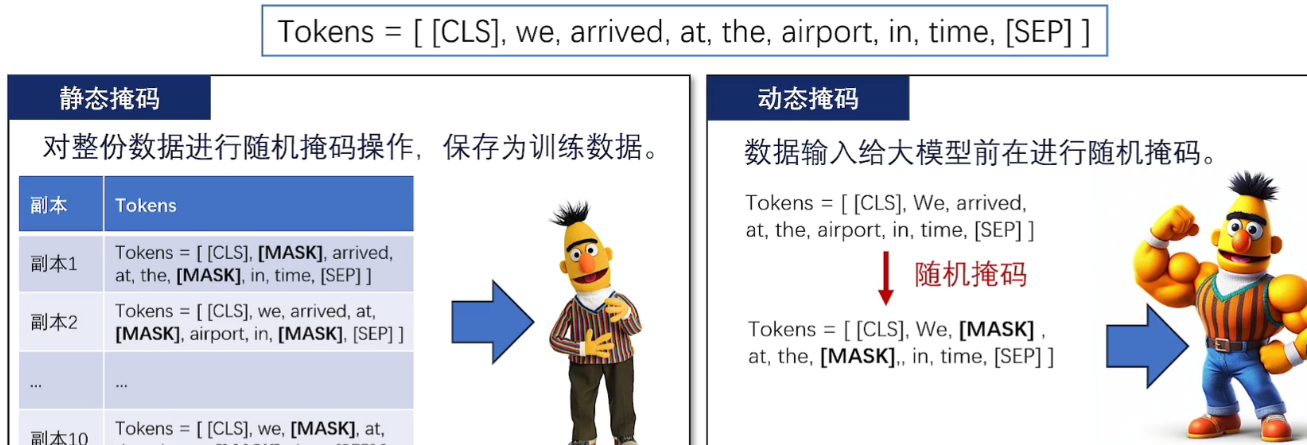 Tokens = [ [CLS], we, arrived, at, the, airport, in, time, [SEP] ]
静态掩码
对整份数据进行随机掩码操作，保存为训练数据。
副本 Tokens
副本1
Tokens = [ [CLS], [MASK], arrived,
at, the, [MASK], in, time, [SEP] ]
副本2
Tokens = [ [CLS], we, arrived, at,
[MASK], airport, in, [MASK], [SEP] ]
... ...
副本10
Tokens = [ [CLS], we, [MASK], at,
动态掩码
数据输入给大模型前在进行随机掩码。
Tokens = [ [CLS], We, arrived,
at, the, airport, in, time, [SEP] ]
随机掩码
Tokens = [ [CLS], We, [MASK] ,
at, the, [MASK],, in, time, [SEP] ]